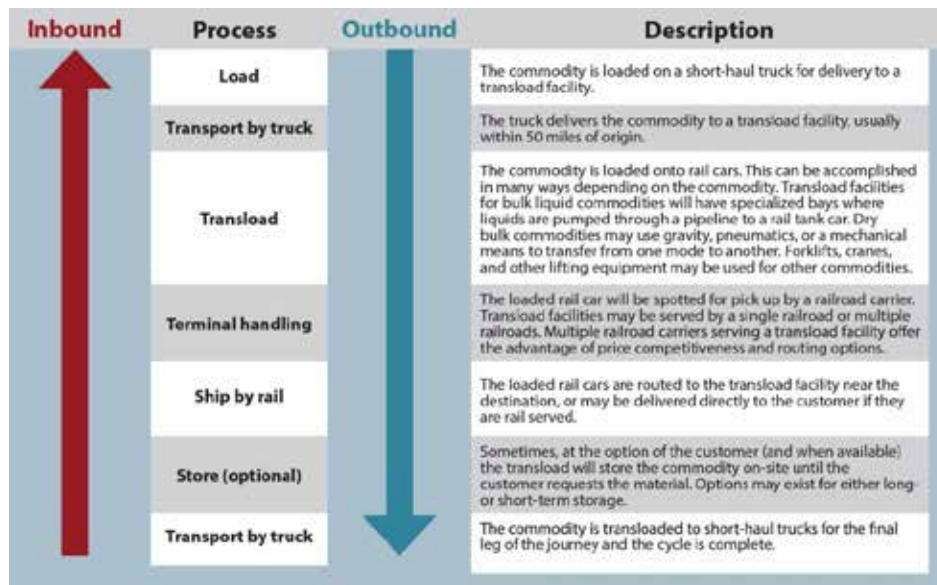 Inbound
Process
Outbound
Description
Load
The commodity is loaded on a short-haul truck for delivery to a
transload facility.
Transport by truck
The truck delivers the commodity to a transload facility, usually
within 50 miles of origin.
Transload
The commodity is loaded onto rail cars. This can be accomplished
in many ways depending on the commodity. Transload facilities
for bulk liquid commodities will have specialized bays where
liquids are pumped through a pipeline to a rail tank car. Dry
bulk commodities may use gravity, pneumatics, or a mechanical
means to transfer from one mode to another. Forklifts, cranes,
and other lifting equipment may be used for other commodities.
Terminal handling
The loaded rail car will be spotted for pick up by a railroad carrier.
Transload facilities may be served by a single railroad or multiple
railroads. Multiple railroad carriers serving a transload facility offer
the advantage of price competitiveness and routing options.
Ship by rail
The loaded rail cars are routed to the transload facility near the
destination, or may be delivered directly to the customer if they
are rail served.
Store (optional)
Sometimes, at the option of the customer (and when available)
the transload will store the commodity on-site until the
customer requests the material. Options may exist for either long-
or short-term storage.
Transport by truck
The commodity is transloaded to short-haul trucks for the final
leg of the journey and the cycle is complete.